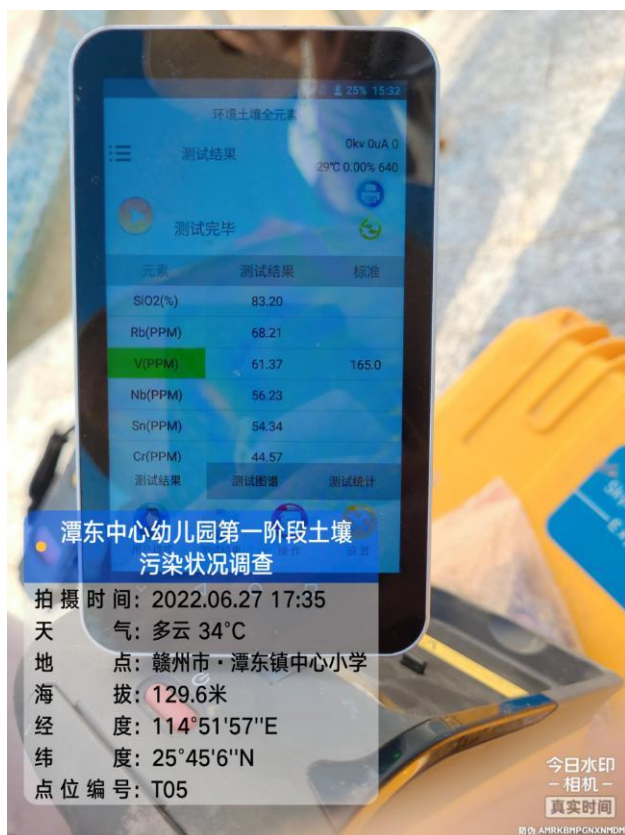 25% 15:32
环境土壤全元素
测试结果
0kv 0uA 0
29℃ 0.00% 640
测试完毕
元素 测试结果 标准
SiO2(%) 83.20
Rb(PPM) 68.21
V(PPM) 61.37 165.0
Nb(PPM) 56.23
Sn(PPM) 54.34
Cr(PPM) 44.57
测试结果 测试图谱 测试统计
操作 设置
潭东中心幼儿园第一阶段土壤
污染状况调查
拍摄时间: 2022.06.27 17:35
天气: 多云 34℃
地点: 赣州市·潭东镇中心小学
海拔: 129.6米
经度: 114°51'57''E
纬度: 25°45'6''N
点位编号: T05
今日水印
-相机-
真实时间
防伪 AMRKBMPGNXNMDM